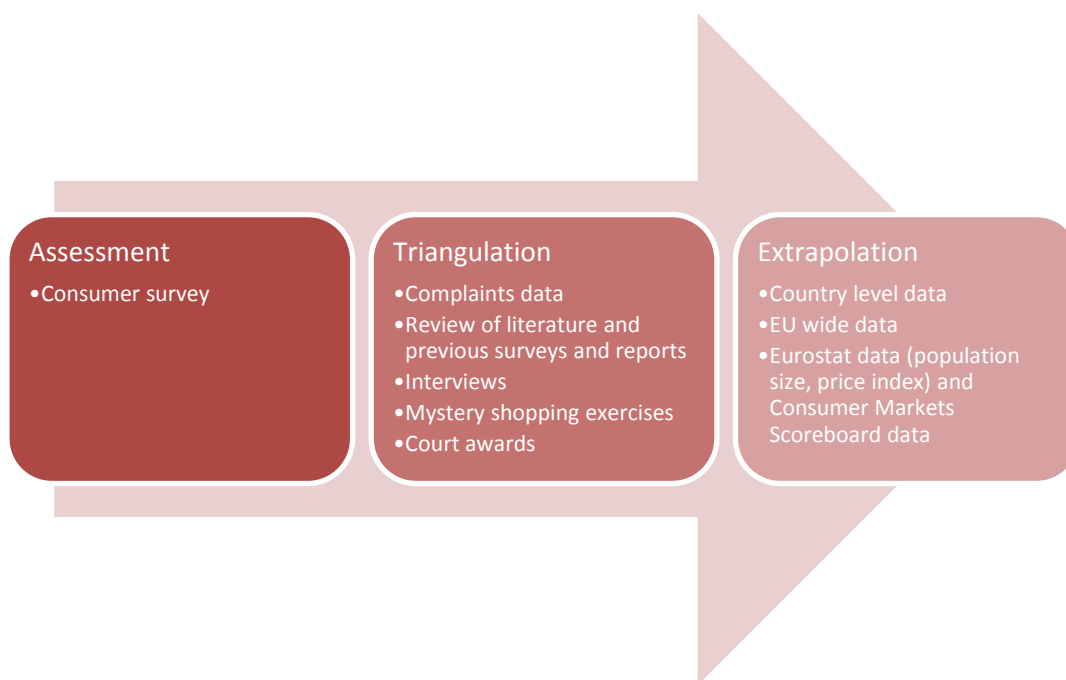 Assessment
•Consumer survey
Triangulation
•Complaints data
•Review of literature and
previous surveys and reports
•Interviews
•Mystery shopping exercises
•Court awards
Extrapolation
•Country level data
•EU wide data
•Eurostat data (population
size, price index) and
Consumer Markets
Scoreboard data